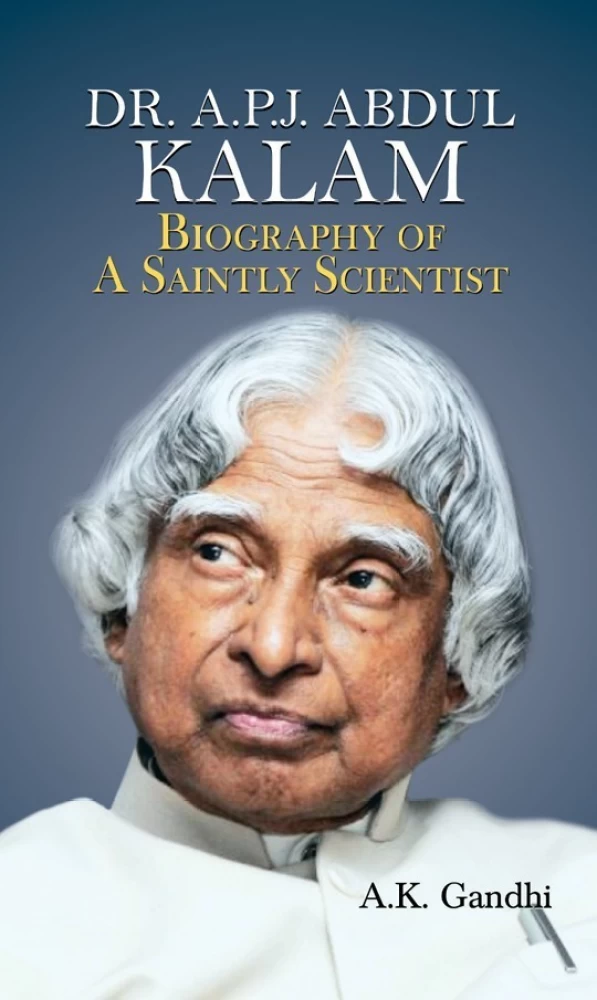 DR. A.P.J. ABDUL
KALAM
BIOGRAPHY OF
A SAINTLY SCIENTIST
A.K. Gandhi